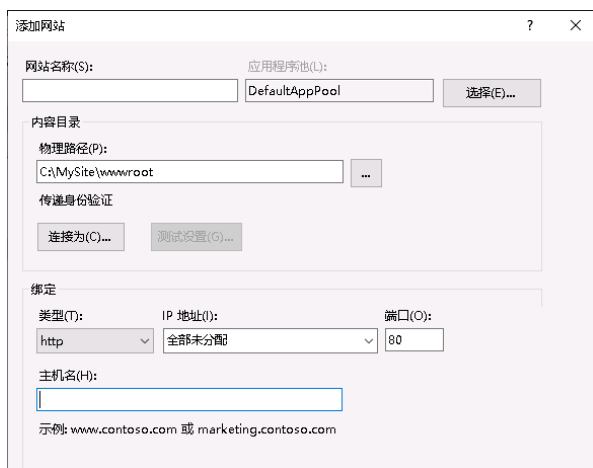 添加网站
网站名称(S): 应用程序池(L):
DefaultAppPool 选择(E)...
内容目录
物理路径(P):
C:\MySite\wwwroot ...
传递身份验证
连接为(C)... 测试设置(G)...
绑定
类型(T): IP 地址(I): 端口(O):
http 全部未分配 80
主机名(H):
示例: www.contoso.com 或 marketing.contoso.com